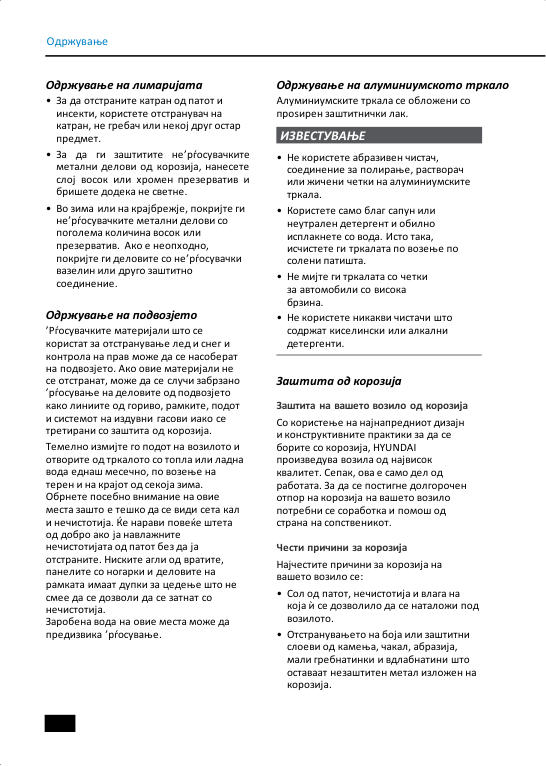 Одржување
Одржување на лимаријата
• За да отстраните катран од патот и
инсекти, користете отстранувач на
катран, не гребач или некој друг остар
предмет.
• За да ги заштитите не’рѓосувачките
метални делови од корозија, нанесете
слој восок или хромен презерватив и
бришете додека не светне.
• Во зима или на крајбрежје, покријте ги
не’рѓосувачките метални делови со
поголема количина восок или
презерватив. Ако е неопходно,
покријте ги деловите со не’рѓосувачки
вазелин или друго заштитно
соединение.
Одржување на подвозјето
’Рѓосувачките материјали што се
користат за отстранување лед и снег и
контрола на прав може да се насоберат
на подвозјето. Ако овие материјали не
се отстранат, може да се случи забрзано
’рѓосување на деловите од подвозјето
како линиите од гориво, рамките, подот
и системот на издувни гасови иако се
третирани со заштита од корозија.
Темелно измијте го подот на возилото и
отворите од тркалото со топла или ладна
вода еднаш месечно, по возење на
терен и на крајот од секоја зима.
Обрнете посебно внимание на овие
места зашто е тешко да се види сета кал
и нечистотија. Ќе нарави повеќе штета
од добро ако ја навлажните
нечистотијата од патот без да ја
отстраните. Ниските агли од вратите,
панелите со ногарки и деловите на
рамката имаат дупки за цедење што не
смее да се дозволи да се затнат со
нечистотија.
Заробена вода на овие места може да
предизвика ’рѓосување.
Одржување на алуминиумското тркало
Алуминиумските тркала се обложени со
проѕирен заштитнички лак.
ИЗВЕСТУВАЊЕ
• Не користете абразивен чистач,
соединение за полирање, растворач
или жичени четки на алуминиумските
тркала.
• Користете само благ сапун или
неутрален детергент и обилно
исплакнете со вода. Исто така,
исчистете ги тркалата по возење по
солени патишта.
• Не мијте ги тркалата со четки
за автомобили со висока
брзина.
• Не користете никакви чистачи што
содржат киселински или алкални
детергенти.
Заштита од корозија
Заштита на вашето возило од корозија
Со користење на најнапредниот дизајн
и конструктивните практики за да се
бориме со корозија, HYUNDAI
произведува возила од највисок
квалитет. Сепак, ова е само дел од
работата. За да се постигне долгорочен
отпор на корозија на вашето возило
потребни се соработка и помош од
страна на сопственикот.
Чести причини за корозија
Најчестите причини за корозија на
вашето возило се:
• Сол од патот, нечистотија и влага на
која ѝ се дозволило да се наталожи под
возилото.
• Отстранувањето на боја или заштитни
слоеви од камења, чакал, абразија,
мали гребнатинки и вдлабнатини што
оставаат незаштитен метал изложен на
корозија.